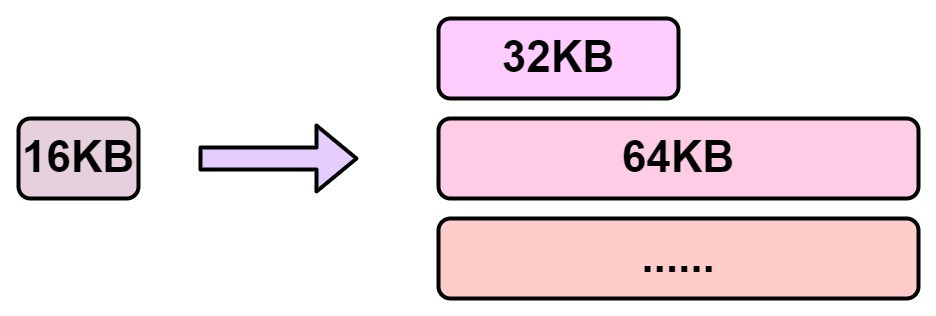 32KB
16KB
64KB
......